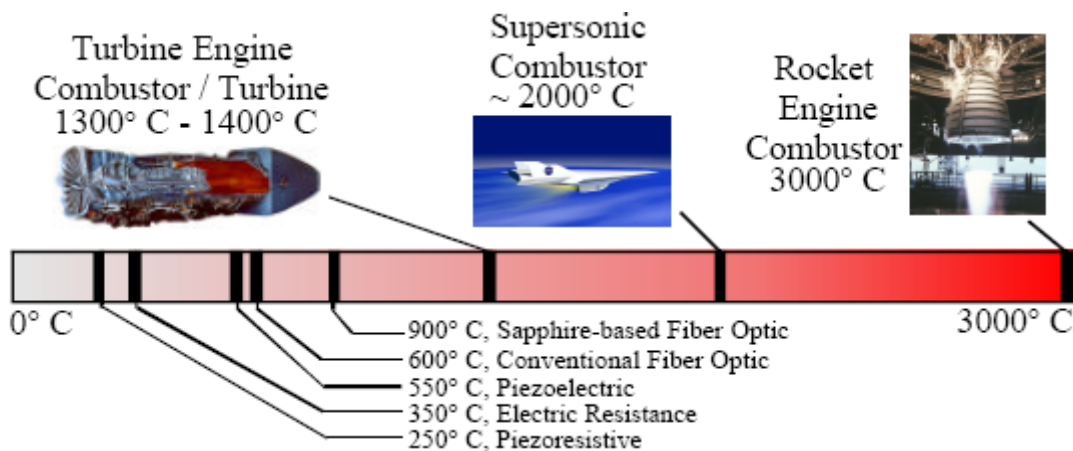 Turbine Engine
Combustor / Turbine
1300° C - 1400° C
Supersonic
Combustor
~ 2000° C
Rocket
Engine
Combustor
3000° C
0° C
3000° C
900° C, Sapphire-based Fiber Optic
600° C, Conventional Fiber Optic
550° C, Piezoelectric
350° C, Electric Resistance
250° C, Piezoresistive